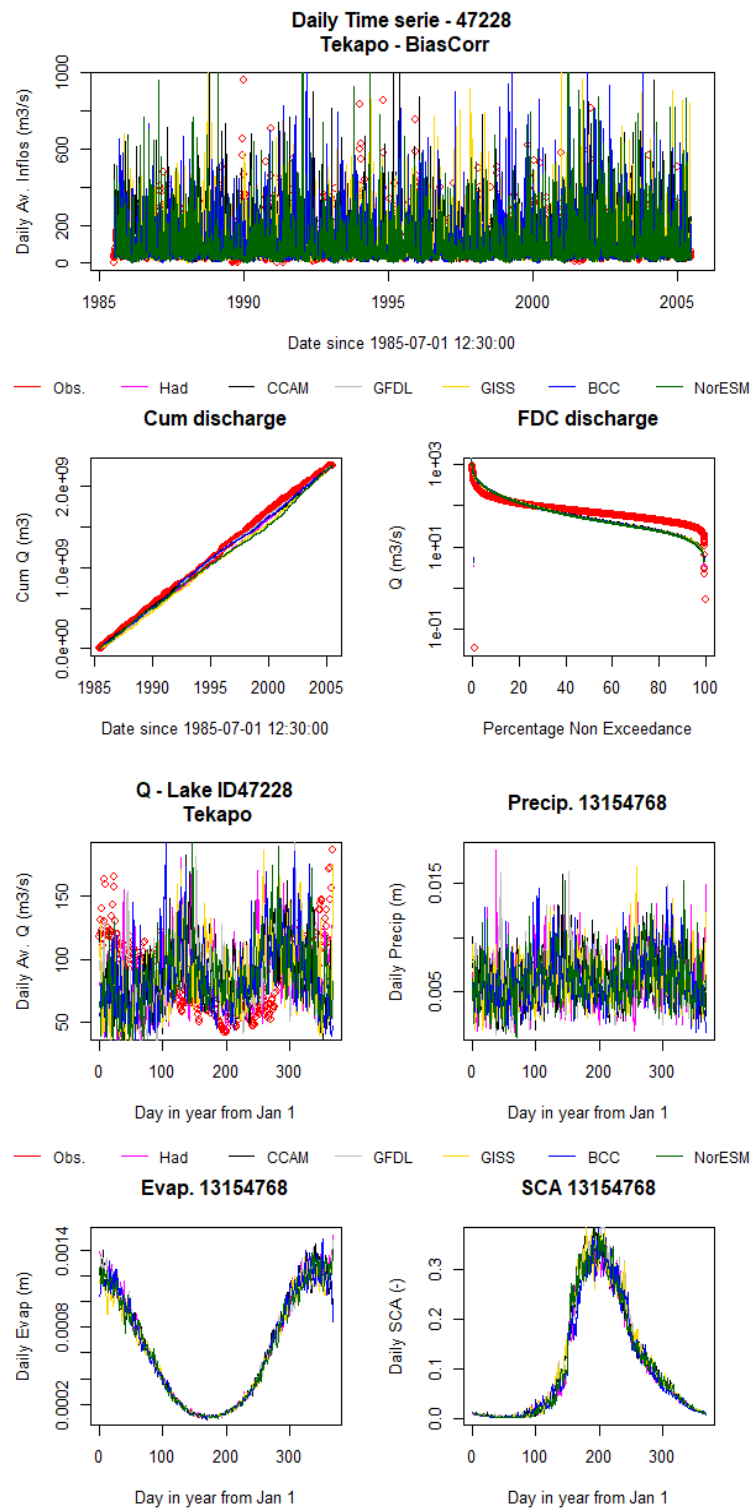 Daily Time serie - 47228
Tekapo - BiasCorr
Daily Av. Inflos (m3/s)
0 200 600 1000
1985 1990 1995 2000 2005
Date since 1985-07-01 12:30:00
Obs. Had CCAM GFDL GISS BCC NorESM
Cum discharge
Cum Q (m3)
0.0e+00 1.0e+09 2.0e+09
1985 1990 1995 2000 2005
Date since 1985-07-01 12:30:00
FDC discharge
Q (m3/s)
1e-01 1e+01 1e+03
0 20 40 60 80 100
Percentage Non Exceedance
Q - Lake ID47228
Tekapo
Daily Av. Q (m3/s)
50 100 150
0 100 200 300
Day in year from Jan 1
Precip. 13154768
Daily Precip (m)
0.005 0.015
0 100 200 300
Day in year from Jan 1
Obs. Had CCAM GFDL GISS BCC NorESM
Evap. 13154768
Daily Evap (m)
0.0002 0.0008 0.0014
0 100 200 300
Day in year from Jan 1
SCA 13154768
Daily SCA (-)
0.0 0.1 0.2 0.3
0 100 200 300
Day in year from Jan 1